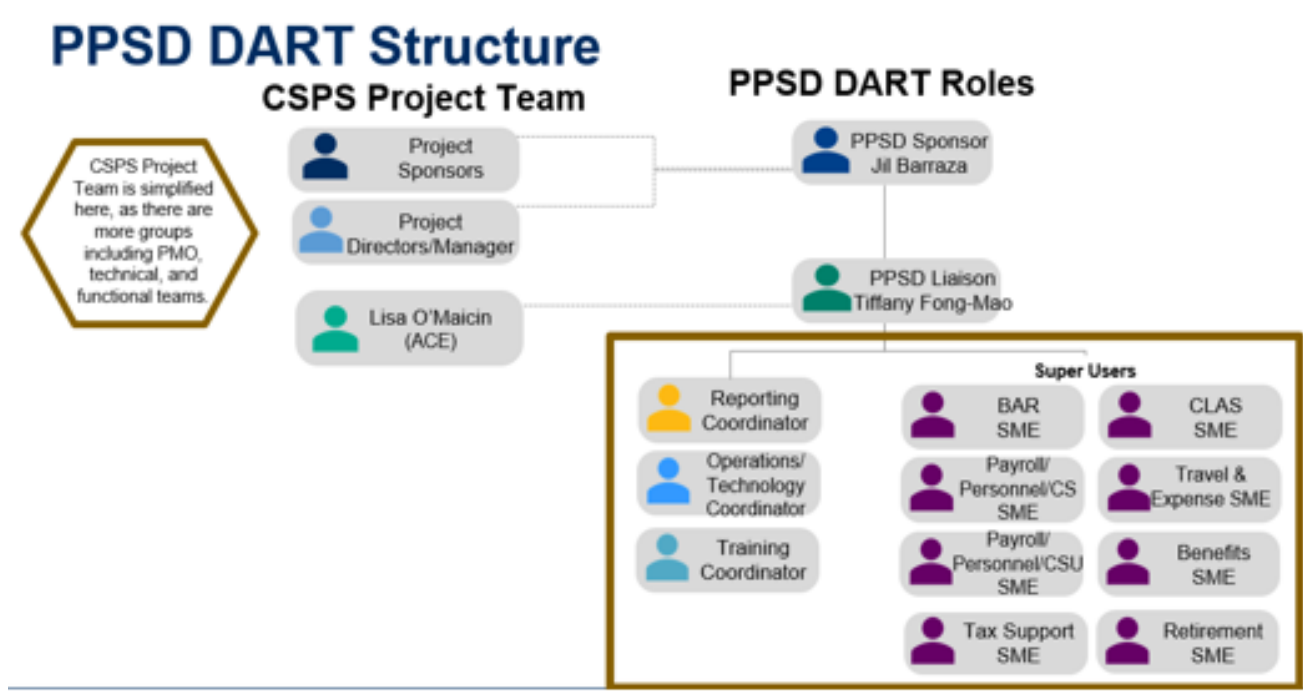 PPSD DART Structure
CSPS Project Team
PPSD DART Roles
CSPS Project
Team is simplified
here, as there are
more groups
including PMO,
technical, and
functional teams.
Project
Sponsors
Project
Directors/Manager
Lisa O'Maicin
(ACE)
PPSD Sponsor
Jil Barraza
PPSD Liaison
Tiffany Fong-Mao
Reporting
Coordinator
Operations/
Technology
Coordinator
Training
Coordinator
Super Users
BAR
SME
CLAS
SME
Payroll/
Personnel/CS
SME
Travel &
Expense SME
Payroll/
Personnel/CSU
SME
Benefits
SME
Tax Support
SME
Retirement
SME